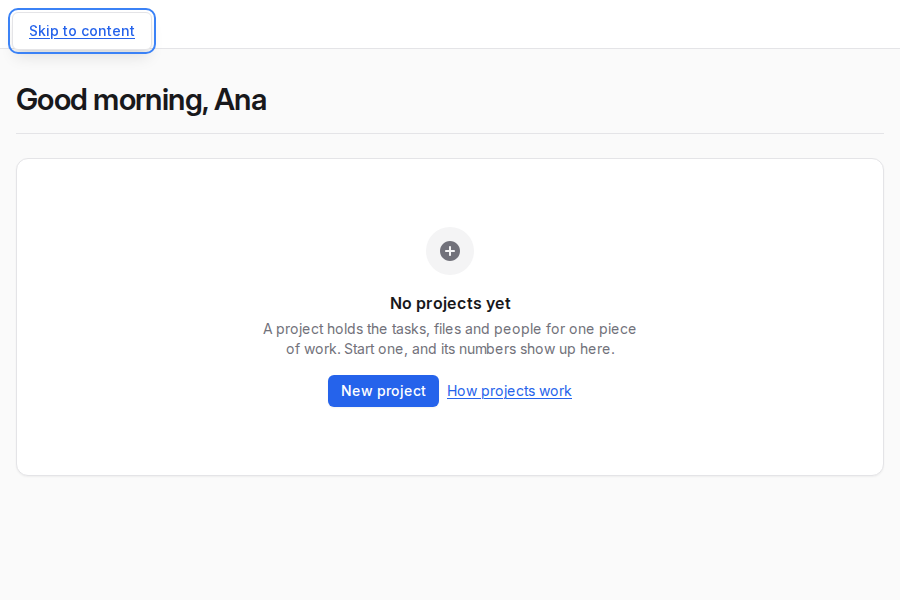 Skip to content
Good morning, Ana
No projects yet
A project holds the tasks, files and people for one piece
of work. Start one, and its numbers show up here.
New project
How projects work